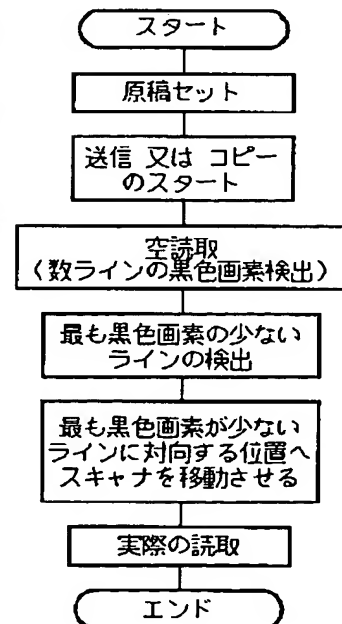 スタート
原稿セット
送信 又は コピー
のスタート
空読取
(数ラインの黒色画素検出)
最も黒色画素の少ない
ラインの検出
最も黒色画素が少ない
ラインに対向する位置へ
スキャナを移動させる
実際の読取
エンド